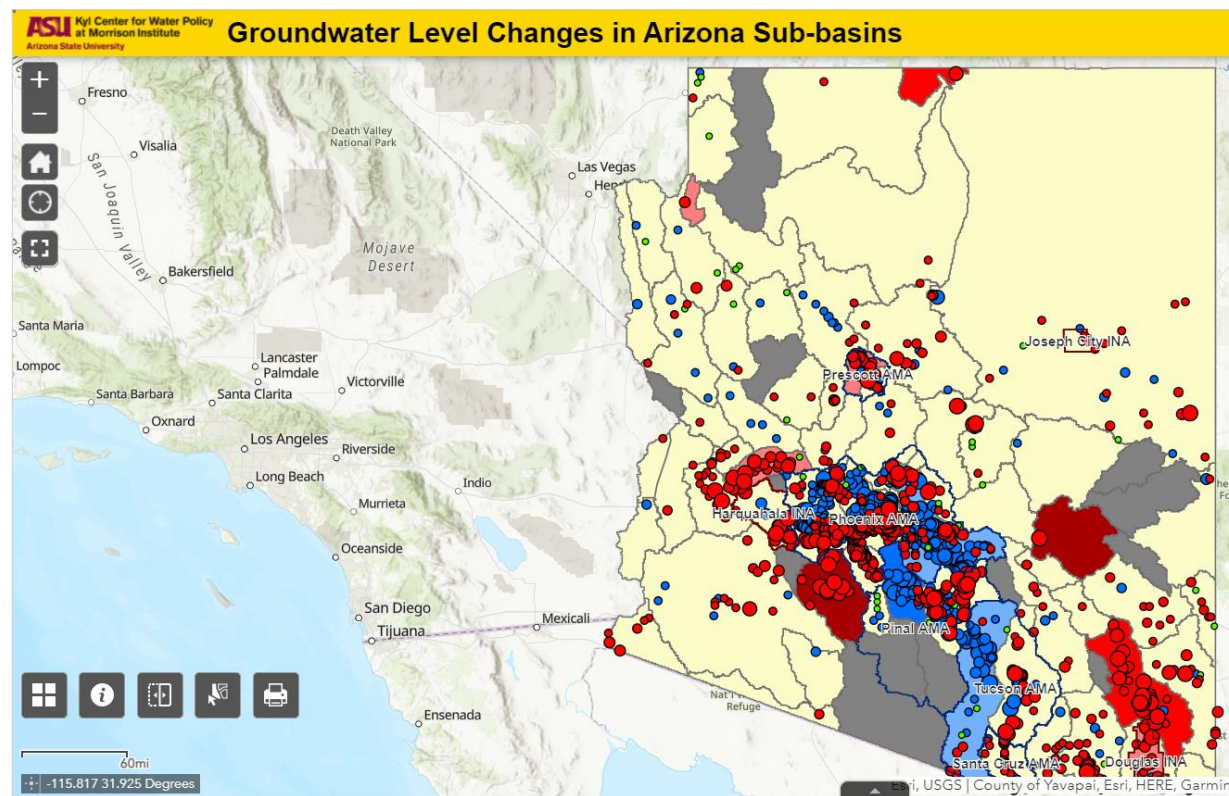 ASU Kyl Center for Water Policy
at Morrison Institute
Arizona State University
Groundwater Level Changes in Arizona Sub-basins
+
−
Fresno
Visalia
Death Valley
National Park
Las Vegas
San Joaquin Valley
Mojave
Desert
Bakersfield
Santa Maria
Lompoc
Lancaster
Palmdale
Victorville
Santa Barbara
Santa Clarita
Oxnard
Los Angeles
Riverside
Long Beach
Indio
Murrieta
Oceanside
San Diego
Tijuana
Mexicali
Ensenada
Joseph City INA
Prescott AMA
Harquahala INA
Phoenix AMA
Pinal AMA
Tucson AMA
Santa Cruz AMA
Douglas INA
Refuge
60mi
-115.817 31.925 Degrees
Esri, USGS | County of Yavapai, Esri, HERE, Garmin